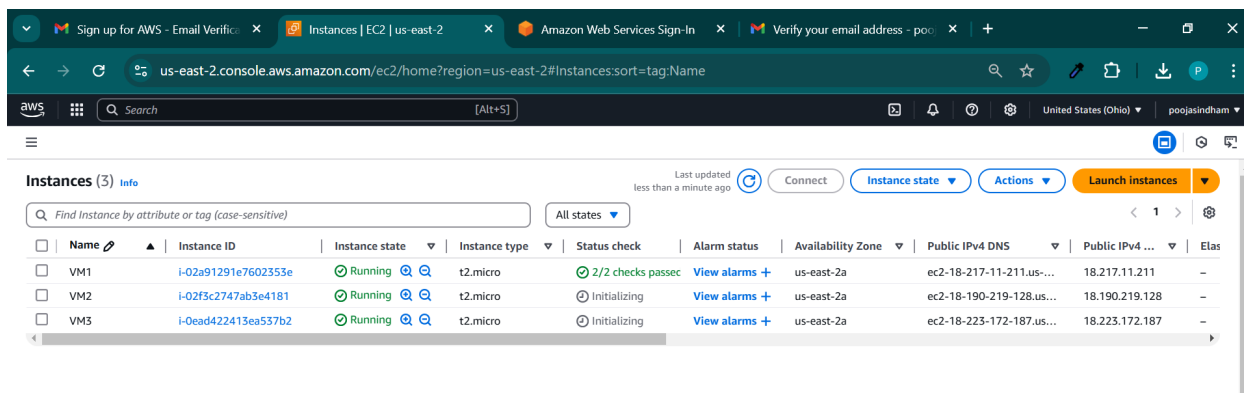 Sign up for AWS - Email Verifica
Instances | EC2 | us-east-2
Amazon Web Services Sign-In
Verify your email address - poo
us-east-2.console.aws.amazon.com/ec2/home?region=us-east-2#Instances:sort=tag:Name
P
aws
Search [Alt+S]
United States (Ohio)
poojasindham
Instances (3) Info
Last updated
less than a minute ago
Connect
Instance state
Actions
Launch instances
Find Instance by attribute or tag (case-sensitive)
All states
1
Name Instance ID Instance state Instance type Status check Alarm status Availability Zone Public IPv4 DNS Public IPv4 ... Elas
VM1 i-02a91291e7602353e Running t2.micro 2/2 checks passec View alarms + us-east-2a ec2-18-217-11-211.us-... 18.217.11.211 –
VM2 i-02f3c2747ab3e4181 Running t2.micro Initializing View alarms + us-east-2a ec2-18-190-219-128.us... 18.190.219.128 –
VM3 i-0ead422413ea537b2 Running t2.micro Initializing View alarms + us-east-2a ec2-18-223-172-187.us... 18.223.172.187 –